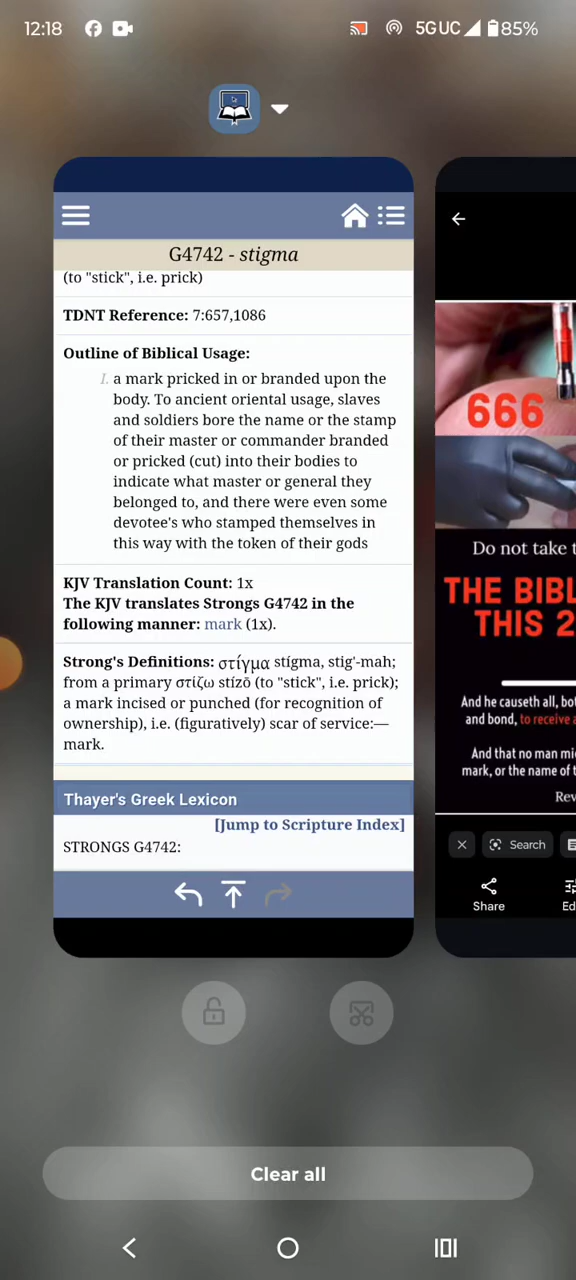 12:18
5G UC 85%
G4742 - stigma
(to "stick", i.e. prick)
TDNT Reference: 7:657,1086
Outline of Biblical Usage:
I. a mark pricked in or branded upon the
body. To ancient oriental usage, slaves
and soldiers bore the name or the stamp
of their master or commander branded
or pricked (cut) into their bodies to
indicate what master or general they
belonged to, and there were even some
devotee's who stamped themselves in
this way with the token of their gods
KJV Translation Count: 1x
The KJV translates Strongs G4742 in the
following manner: mark (1x).
Strong's Definitions: στίγμα stígma, stig'-mah;
from a primary στίζω stízō (to "stick", i.e. prick);
a mark incised or punched (for recognition of
ownership), i.e. (figuratively) scar of service:—
mark.
Thayer's Greek Lexicon
[Jump to Scripture Index]
STRONGS G4742:
666
Do not take t
THE BIBL
THIS 2
And he causeth all, bot
and bond, to receive a
And that no man mi
mark, or the name of t
Rev
Search
Share
Ed
Clear all